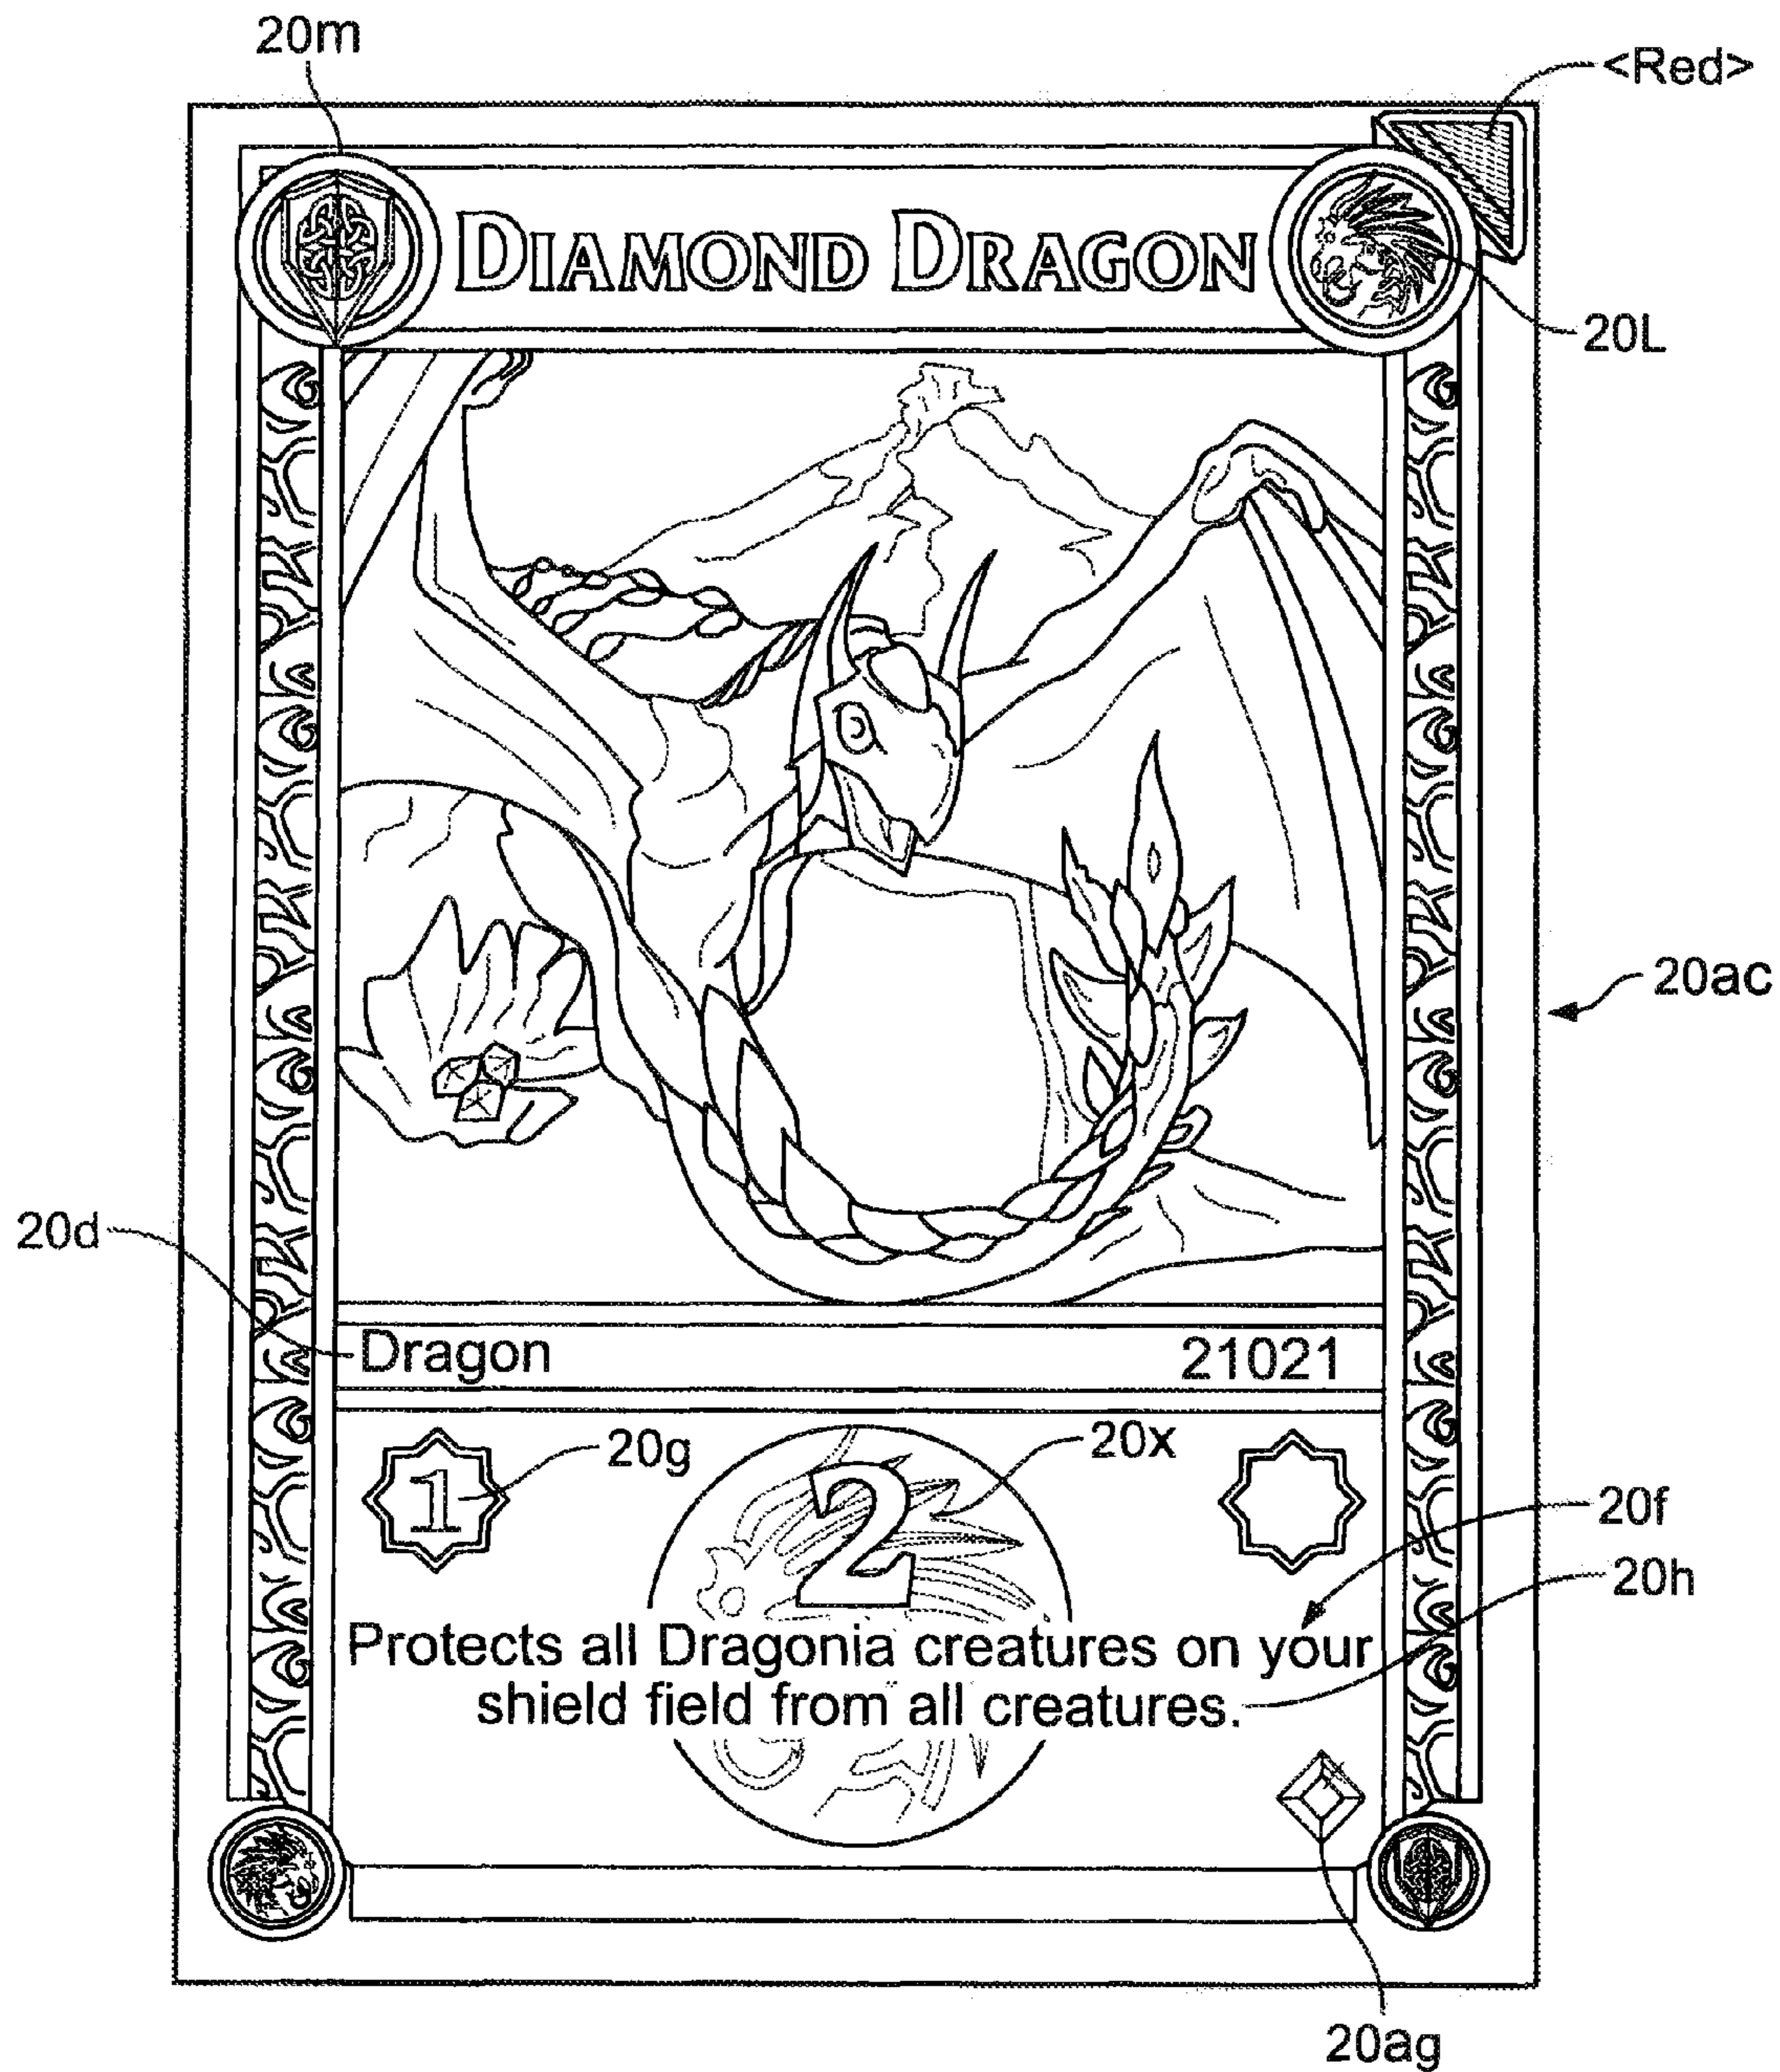 20m
<Red>
DIAMOND DRAGON
20L
20ac
20d
Dragon 21021
20g
20x
1
2
20f
20h
Protects all Dragonia creatures on your
shield field from all creatures.
20ag